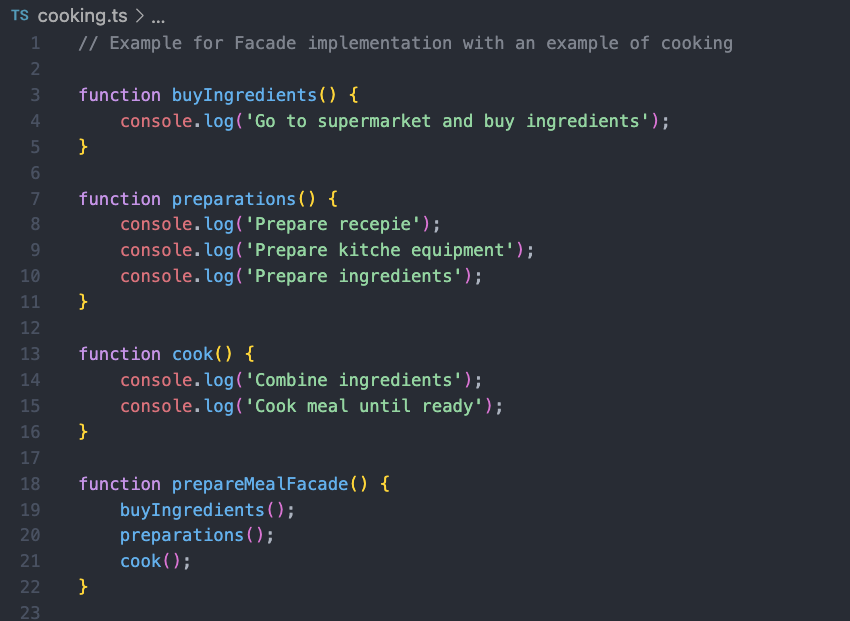 TS cooking.ts > ...
1 // Example for Facade implementation with an example of cooking
2
3 function buyIngredients() {
4     console.log('Go to supermarket and buy ingredients');
5 }
6
7 function preparations() {
8     console.log('Prepare recepie');
9     console.log('Prepare kitche equipment');
10     console.log('Prepare ingredients');
11 }
12
13 function cook() {
14     console.log('Combine ingredients');
15     console.log('Cook meal until ready');
16 }
17
18 function prepareMealFacade() {
19     buyIngredients();
20     preparations();
21     cook();
22 }
23